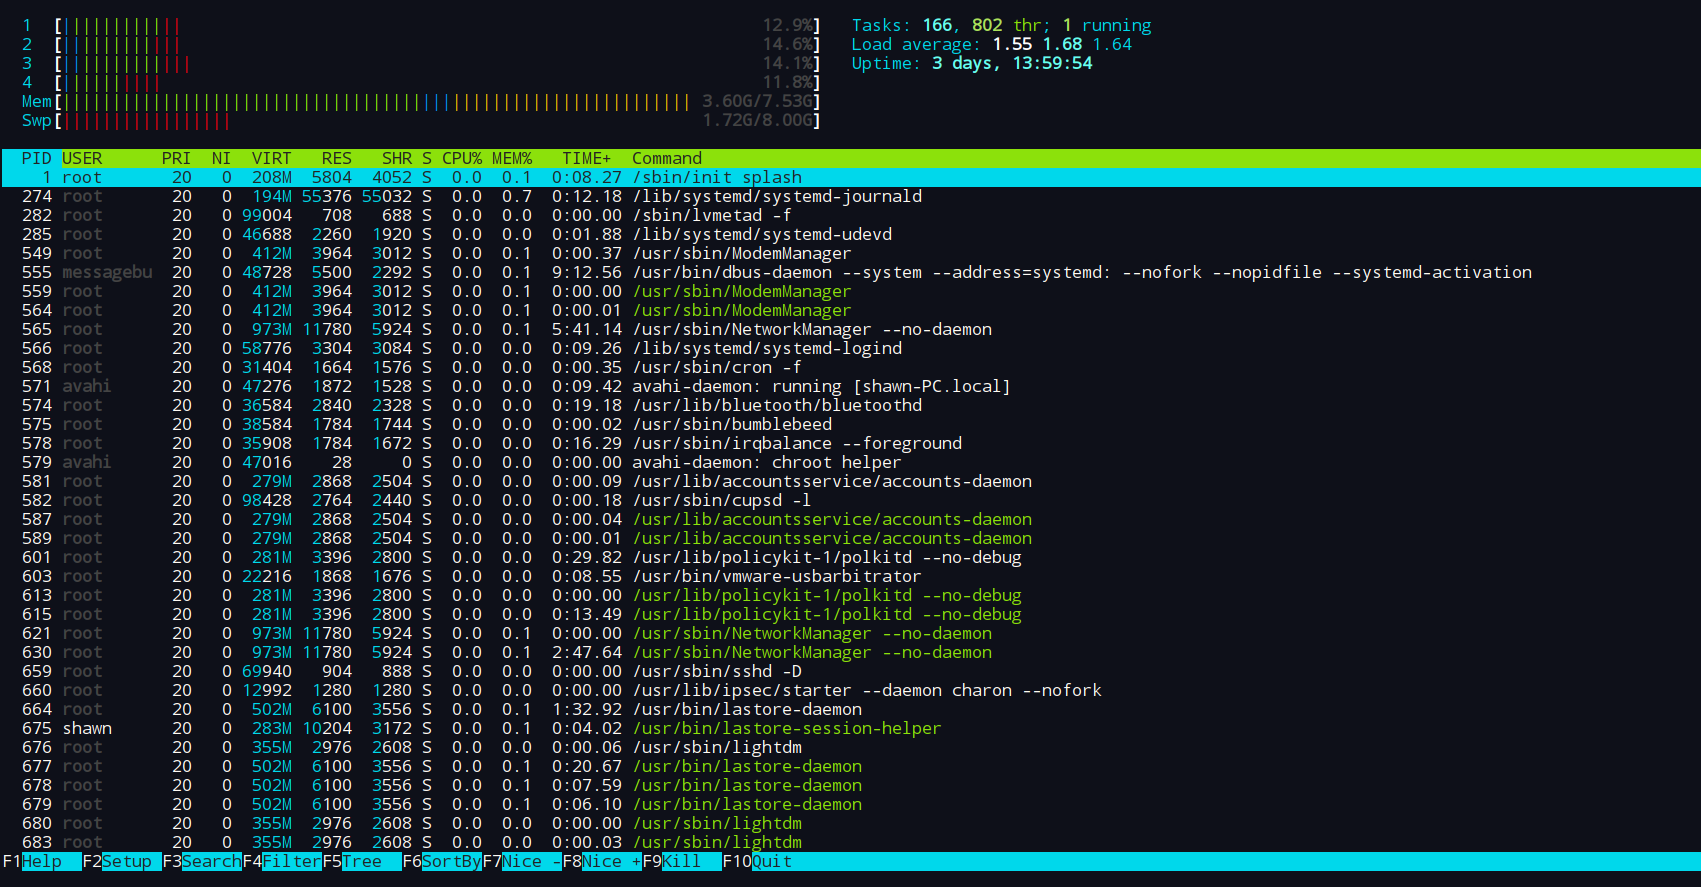 1 [||||||||||||                                          12.9%]
2 [||||||||||||                                          14.6%]
3 [|||||||||||||                                         14.1%]
4 [||||||||||                                            11.8%]
Mem[|||||||||||||||||||||||||||||||||||||||||||||||||||||||||||||||3.60G/7.53G]
Swp[|||||||||||||||||                                    1.72G/8.00G]
Tasks: 166, 802 thr; 1 running
Load average: 1.55 1.68 1.64
Uptime: 3 days, 13:59:54
PID USER PRI NI VIRT RES SHR S CPU% MEM% TIME+ Command
1 root 20 0 208M 5804 4052 S 0.0 0.1 0:08.27 /sbin/init splash
274 root 20 0 194M 55376 55032 S 0.0 0.7 0:12.18 /lib/systemd/systemd-journald
282 root 20 0 99004 708 688 S 0.0 0.0 0:00.00 /sbin/lvmetad -f
285 root 20 0 46688 2260 1920 S 0.0 0.0 0:01.88 /lib/systemd/systemd-udevd
549 root 20 0 412M 3964 3012 S 0.0 0.1 0:00.37 /usr/sbin/ModemManager
555 messagebu 20 0 48728 5500 2292 S 0.0 0.1 9:12.56 /usr/bin/dbus-daemon --system --address=systemd: --nofork --nopidfile --systemd-activation
559 root 20 0 412M 3964 3012 S 0.0 0.1 0:00.00 /usr/sbin/ModemManager
564 root 20 0 412M 3964 3012 S 0.0 0.1 0:00.01 /usr/sbin/ModemManager
565 root 20 0 973M 11780 5924 S 0.0 0.1 5:41.14 /usr/sbin/NetworkManager --no-daemon
566 root 20 0 58776 3304 3084 S 0.0 0.0 0:09.26 /lib/systemd/systemd-logind
568 root 20 0 31404 1664 1576 S 0.0 0.0 0:00.35 /usr/sbin/cron -f
571 avahi 20 0 47276 1872 1528 S 0.0 0.0 0:09.42 avahi-daemon: running [shawn-PC.local]
574 root 20 0 36584 2840 2328 S 0.0 0.0 0:19.18 /usr/lib/bluetooth/bluetoothd
575 root 20 0 38584 1784 1744 S 0.0 0.0 0:00.02 /usr/sbin/bumblebeed
578 root 20 0 35908 1784 1672 S 0.0 0.0 0:16.29 /usr/sbin/irqbalance --foreground
579 avahi 20 0 47016 28 0 S 0.0 0.0 0:00.00 avahi-daemon: chroot helper
581 root 20 0 279M 2868 2504 S 0.0 0.0 0:00.09 /usr/lib/accountsservice/accounts-daemon
582 root 20 0 98428 2764 2440 S 0.0 0.0 0:00.18 /usr/sbin/cupsd -l
587 root 20 0 279M 2868 2504 S 0.0 0.0 0:00.04 /usr/lib/accountsservice/accounts-daemon
589 root 20 0 279M 2868 2504 S 0.0 0.0 0:00.01 /usr/lib/accountsservice/accounts-daemon
601 root 20 0 281M 3396 2800 S 0.0 0.0 0:29.82 /usr/lib/policykit-1/polkitd --no-debug
603 root 20 0 22216 1868 1676 S 0.0 0.0 0:08.55 /usr/bin/vmware-usbarbitrator
613 root 20 0 281M 3396 2800 S 0.0 0.0 0:00.00 /usr/lib/policykit-1/polkitd --no-debug
615 root 20 0 281M 3396 2800 S 0.0 0.0 0:13.49 /usr/lib/policykit-1/polkitd --no-debug
621 root 20 0 973M 11780 5924 S 0.0 0.1 0:00.00 /usr/sbin/NetworkManager --no-daemon
630 root 20 0 973M 11780 5924 S 0.0 0.1 2:47.64 /usr/sbin/NetworkManager --no-daemon
659 root 20 0 69940 904 888 S 0.0 0.0 0:00.00 /usr/sbin/sshd -D
660 root 20 0 12992 1280 1280 S 0.0 0.0 0:00.00 /usr/lib/ipsec/starter --daemon charon --nofork
664 root 20 0 502M 6100 3556 S 0.0 0.1 1:32.92 /usr/bin/lastore-daemon
675 shawn 20 0 283M 10204 3172 S 0.0 0.1 0:04.02 /usr/bin/lastore-session-helper
676 root 20 0 355M 2976 2608 S 0.0 0.0 0:00.06 /usr/sbin/lightdm
677 root 20 0 502M 6100 3556 S 0.0 0.1 0:20.67 /usr/bin/lastore-daemon
678 root 20 0 502M 6100 3556 S 0.0 0.1 0:07.59 /usr/bin/lastore-daemon
679 root 20 0 502M 6100 3556 S 0.0 0.1 0:06.10 /usr/bin/lastore-daemon
680 root 20 0 355M 2976 2608 S 0.0 0.0 0:00.00 /usr/sbin/lightdm
683 root 20 0 355M 2976 2608 S 0.0 0.0 0:00.03 /usr/sbin/lightdm
F1Help F2Setup F3SearchF4FilterF5Tree F6SortByF7Nice -F8Nice +F9Kill F10Quit